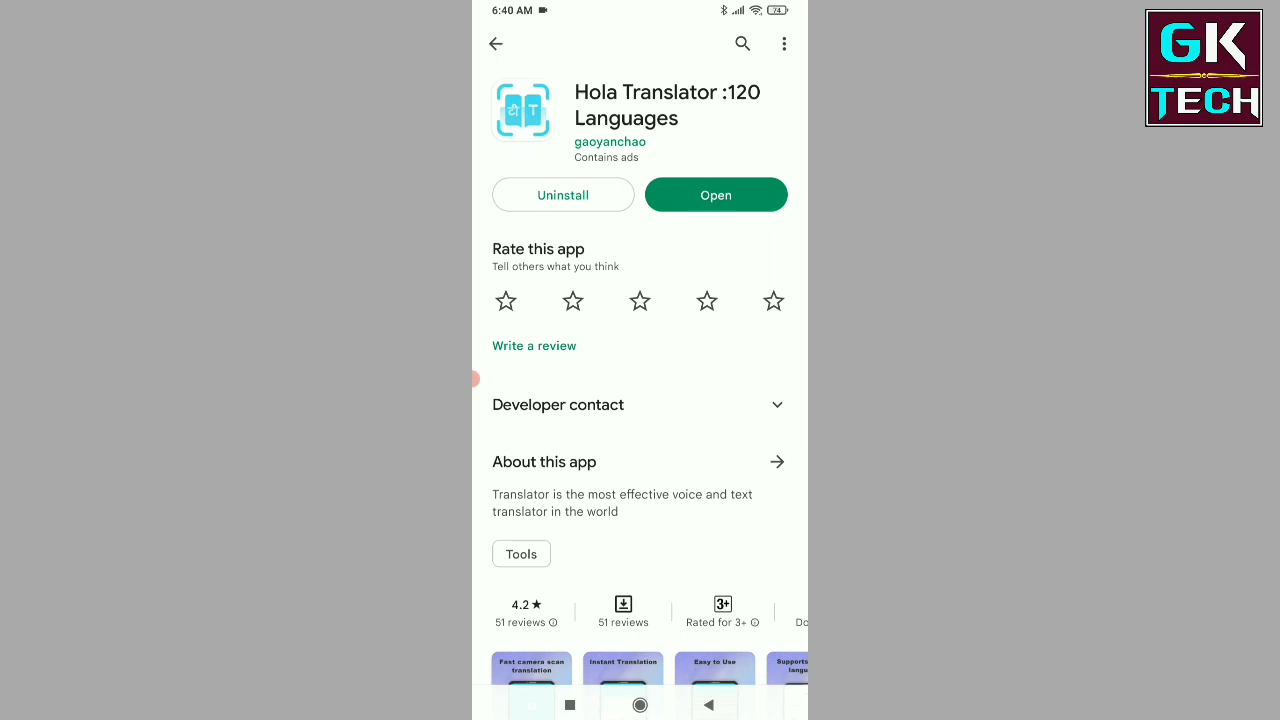 6:40 AM
74
GK
TECH
टी T
Hola Translator :120
Languages
gaoyanchao
Contains ads
Uninstall
Open
Rate this app
Tell others what you think
Write a review
Developer contact
About this app
Translator is the most effective voice and text
translator in the world
Tools
4.2★
3+
51 reviews
51 reviews
Rated for 3+
Do
Fast camera scan
translation
Instant Translation
Easy to Use
Supports
langu